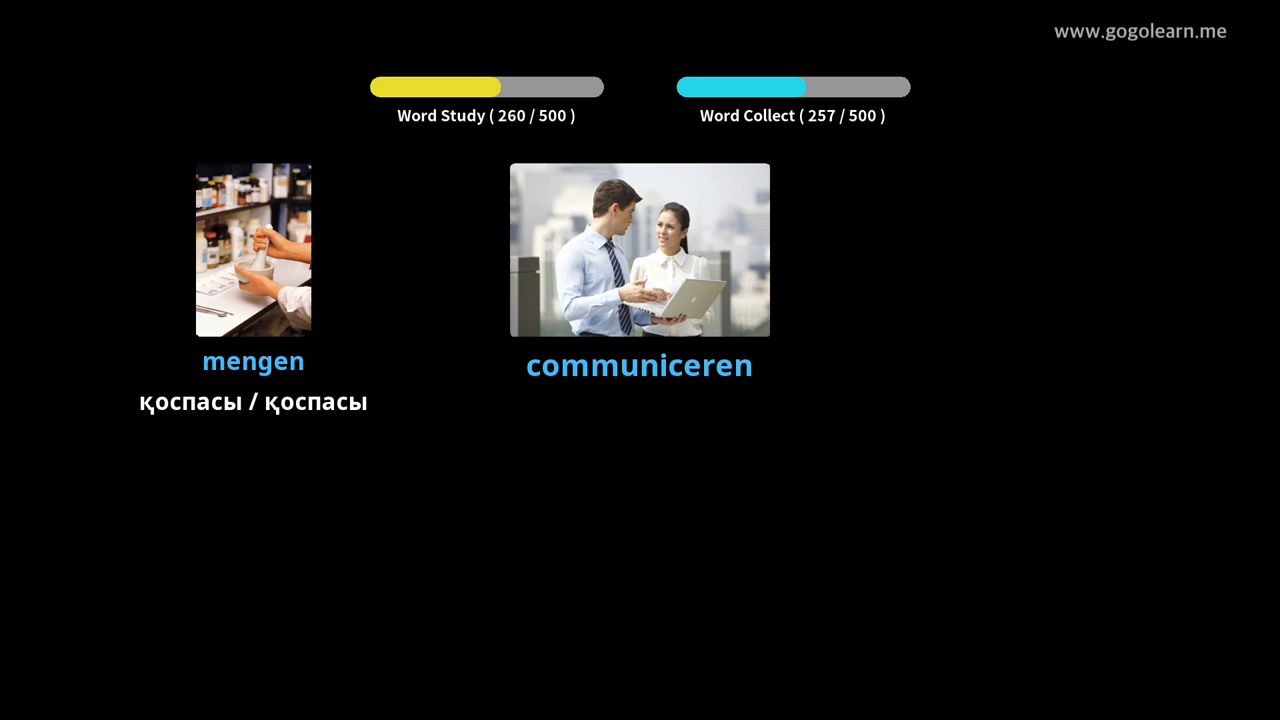 www.gogolearn.me
Word Study ( 260 / 500 )
Word Collect ( 257 / 500 )
mengen
communiceren
қоспасы / қоспасы